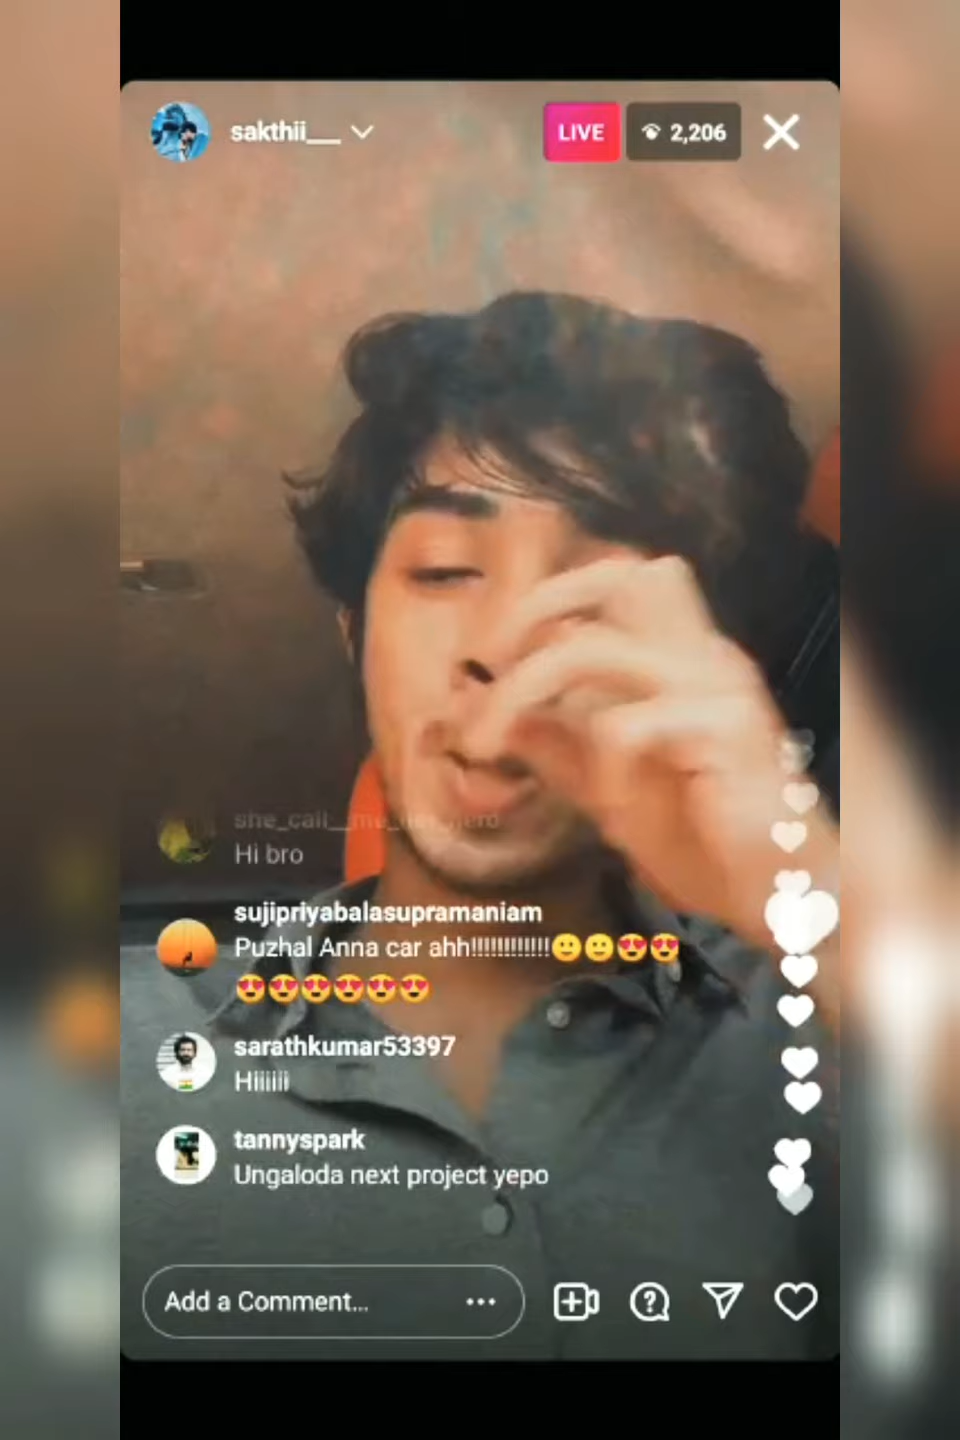 sakthii__
LIVE
2,206
Hi bro
sujipriyabalasupramaniam
Puzhal Anna car ahh!!!!!!!!!!!!!🙂🙂😍😍
😍😍😍😍😍😍
sarathkumar53397
Hiiiiii
tannyspark
Ungaloda next project yepo
Add a Comment...